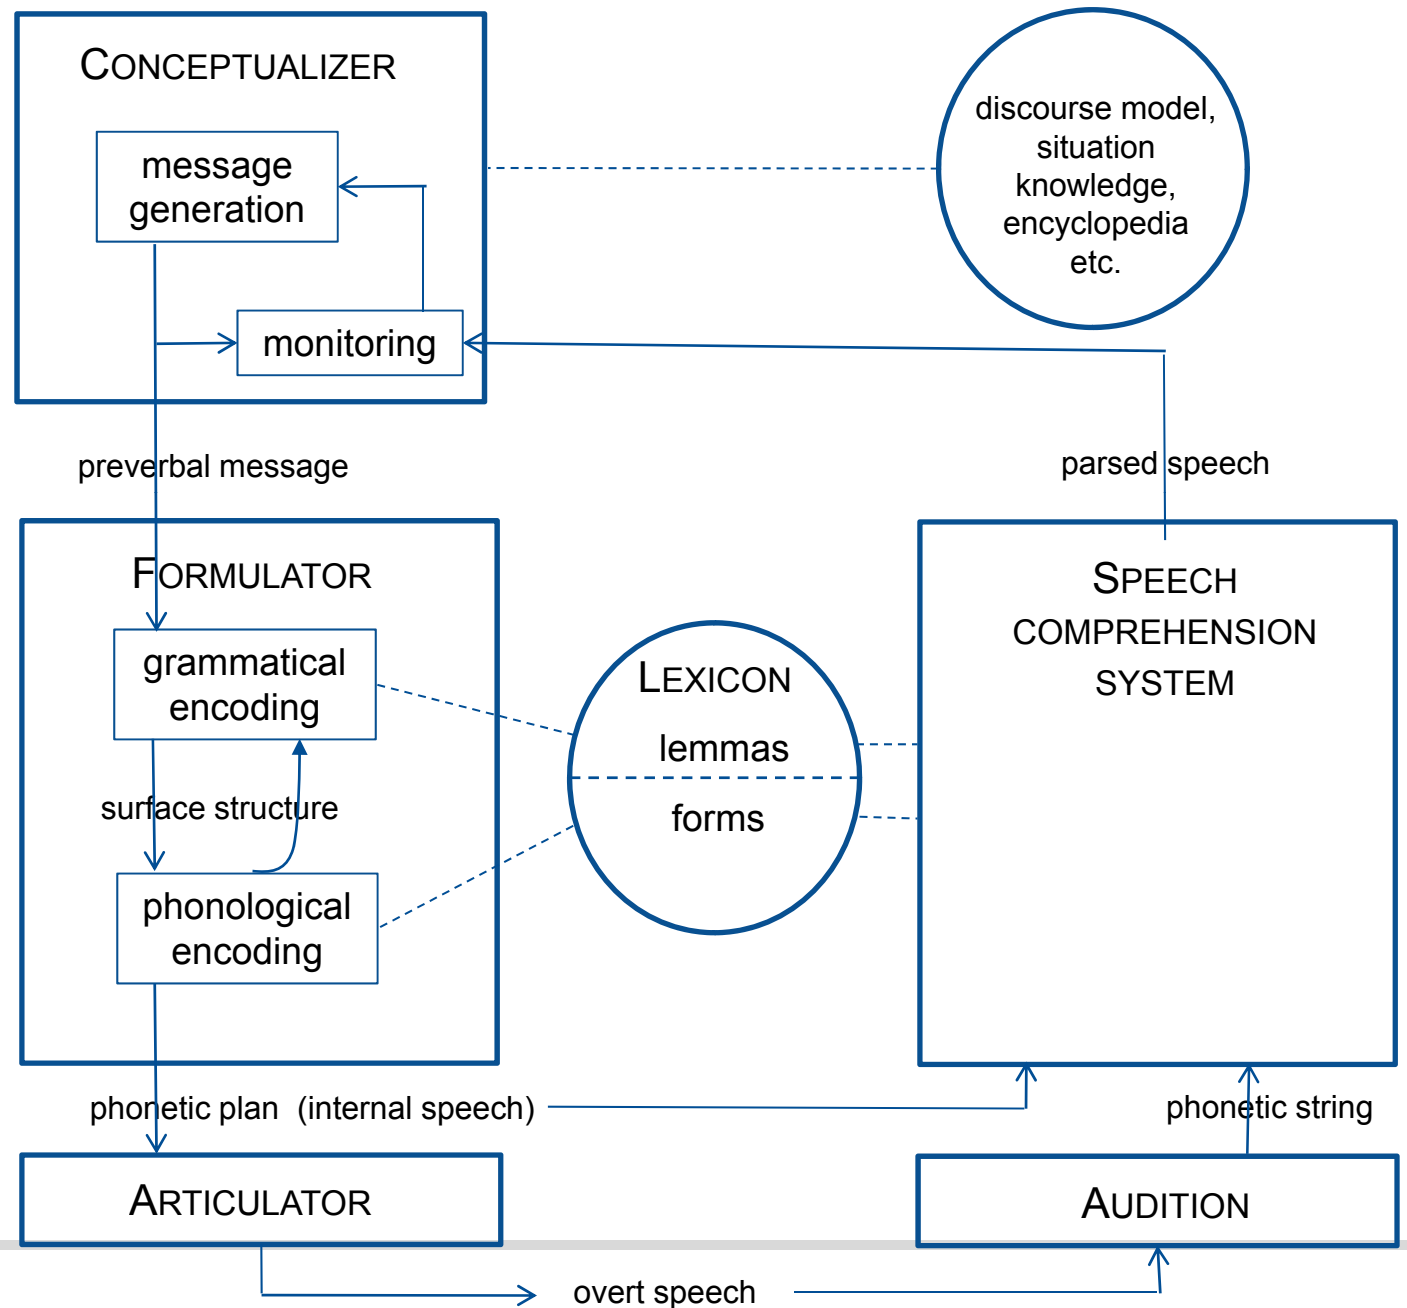 CONCEPTUALIZER
message
generation
monitoring
discourse model,
situation
knowledge,
encyclopedia
etc.
preverbal message
parsed speech
FORMULATOR
grammatical
encoding
surface structure
phonological
encoding
LEXICON
lemmas
forms
SPEECH
COMPREHENSION
SYSTEM
phonetic plan (internal speech)
phonetic string
ARTICULATOR
AUDITION
overt speech